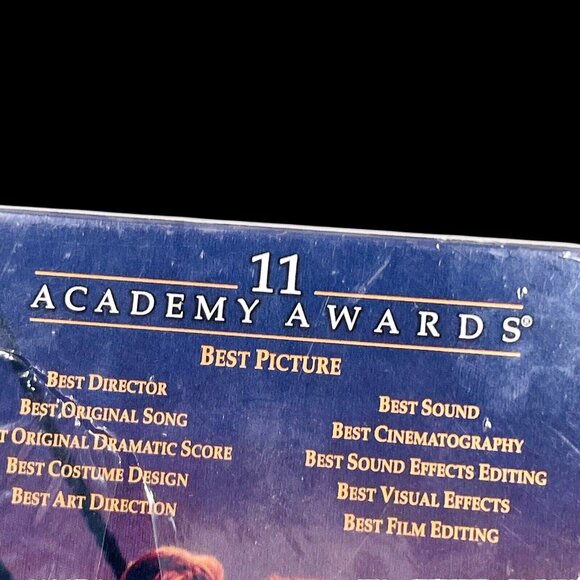 11
ACADEMY AWARDS®
BEST PICTURE
BEST DIRECTOR
BEST ORIGINAL SONG
ORIGINAL DRAMATIC SCORE
BEST COSTUME DESIGN
BEST ART DIRECTION
BEST SOUND
BEST CINEMATOGRAPHY
BEST SOUND EFFECTS EDITING
BEST VISUAL EFFECTS
BEST FILM EDITING